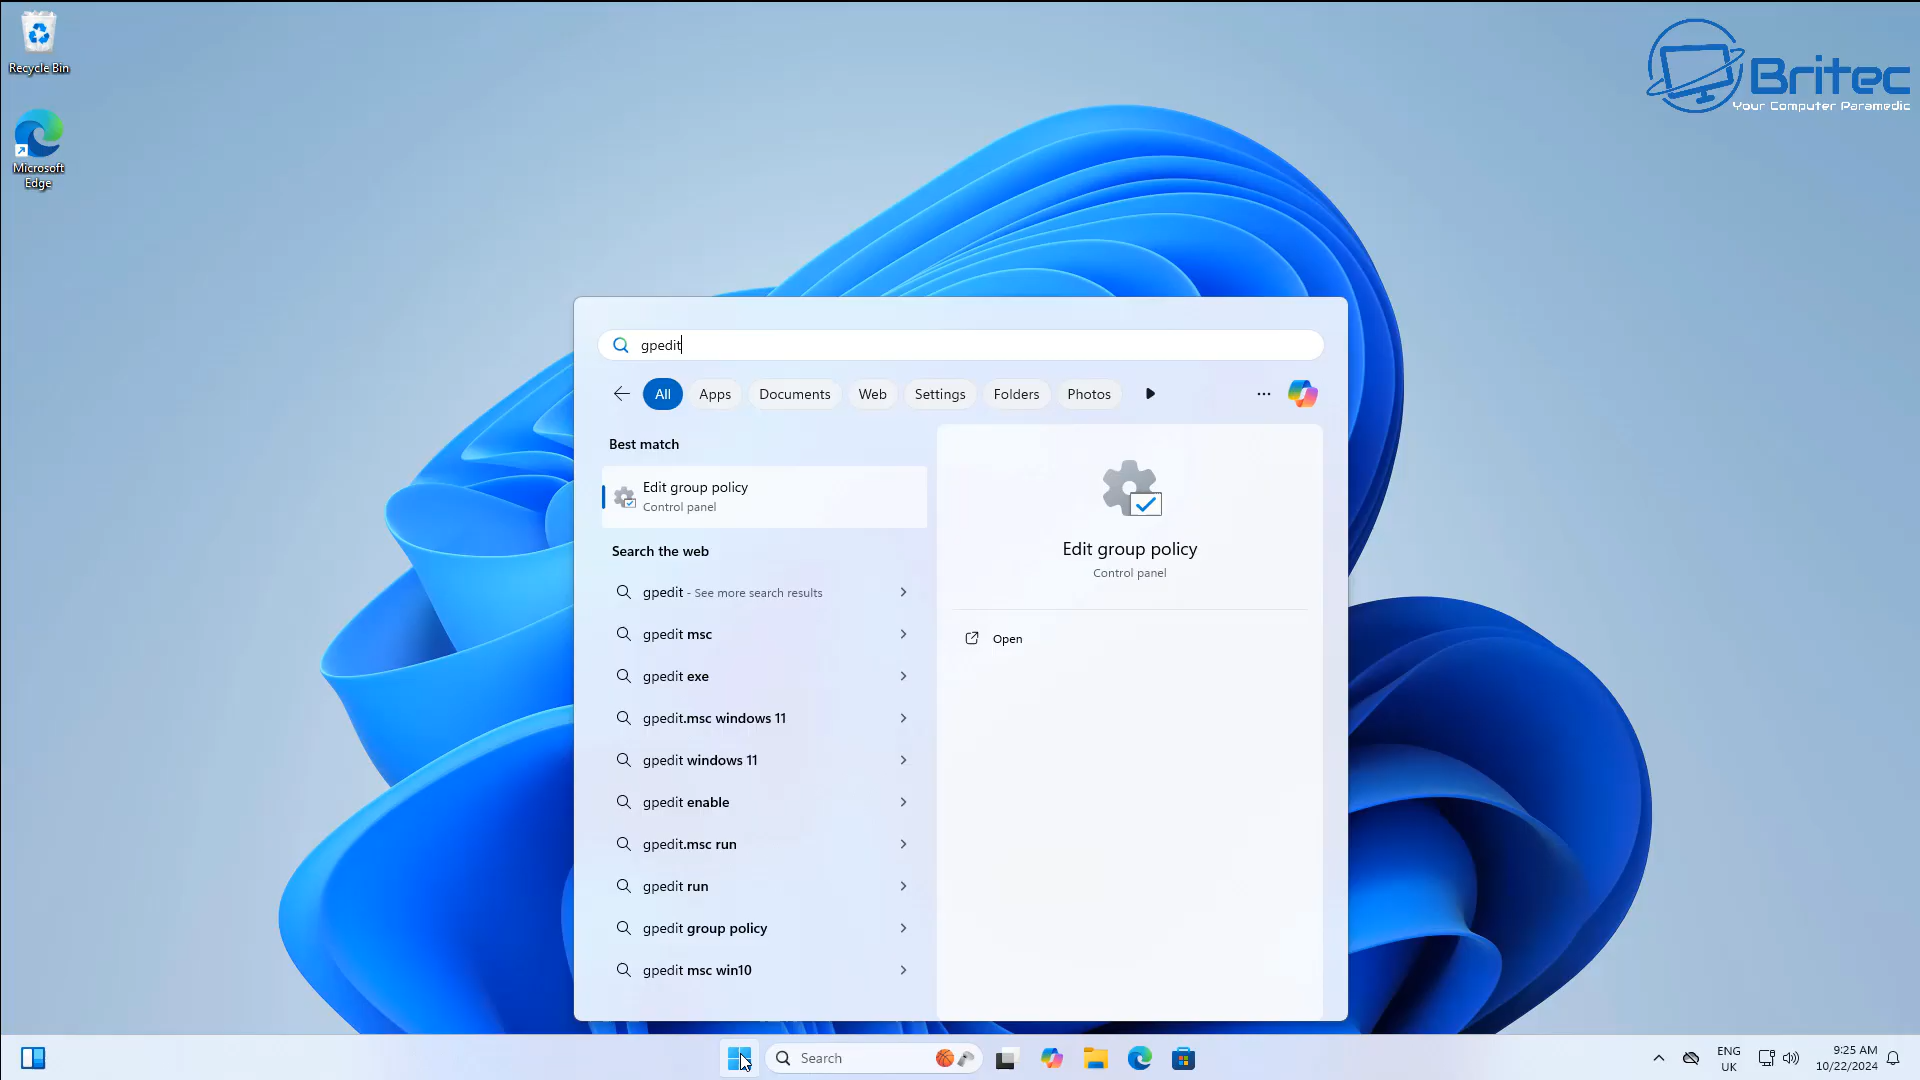 Recycle Bin
Microsoft
Edge
Britec
Your Computer Paramedic
gpedit
All
Apps
Documents
Web
Settings
Folders
Photos
Best match
Edit group policy
Control panel
Search the web
gpedit - See more search results
gpedit msc
gpedit exe
gpedit.msc windows 11
gpedit windows 11
gpedit enable
gpedit.msc run
gpedit run
gpedit group policy
gpedit msc win10
Edit group policy
Control panel
Open
Search
ENG
UK
9:25 AM
10/22/2024